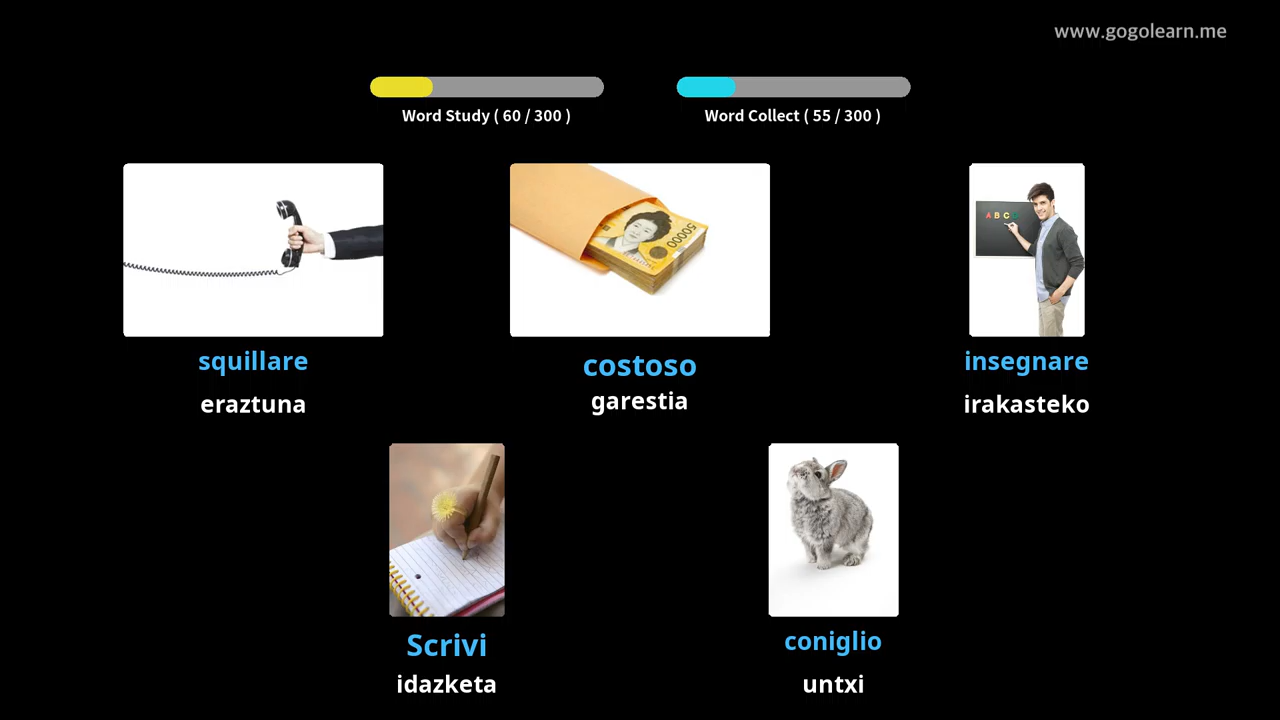 www.gogolearn.me
Word Study ( 60 / 300 )
Word Collect ( 55 / 300 )
50000
A B C
squillare
costoso
insegnare
eraztuna
garestia
irakasteko
Scrivi
coniglio
idazketa
untxi